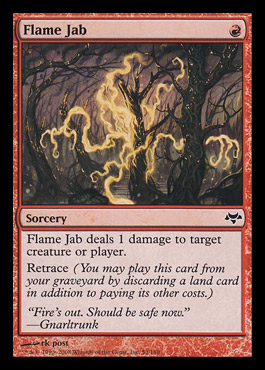 Flame Jab
Sorcery
Flame Jab deals 1 damage to target
creature or player.
Retrace (You may play this card from
your graveyard by discarding a land card
in addition to paying its other costs.)
"Fire's out. Should be safe now."
—Gnarltrunk
rk post